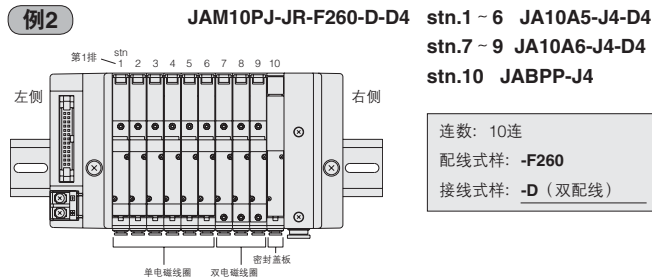 例2
JAM10PJ-JR-F260-D-D4 stn.1~6 JA10A5-J4-D4
stn.7~9 JA10A6-J4-D4
stn.10 JABPP-J4
第1排 stn
1 2 3 4 5 6 7 8 9 10
左侧
右侧
连数: 10连
配线式样: -F260
接线式样: -D（双配线）
密封盖板
单电磁线圈 双电磁线圈